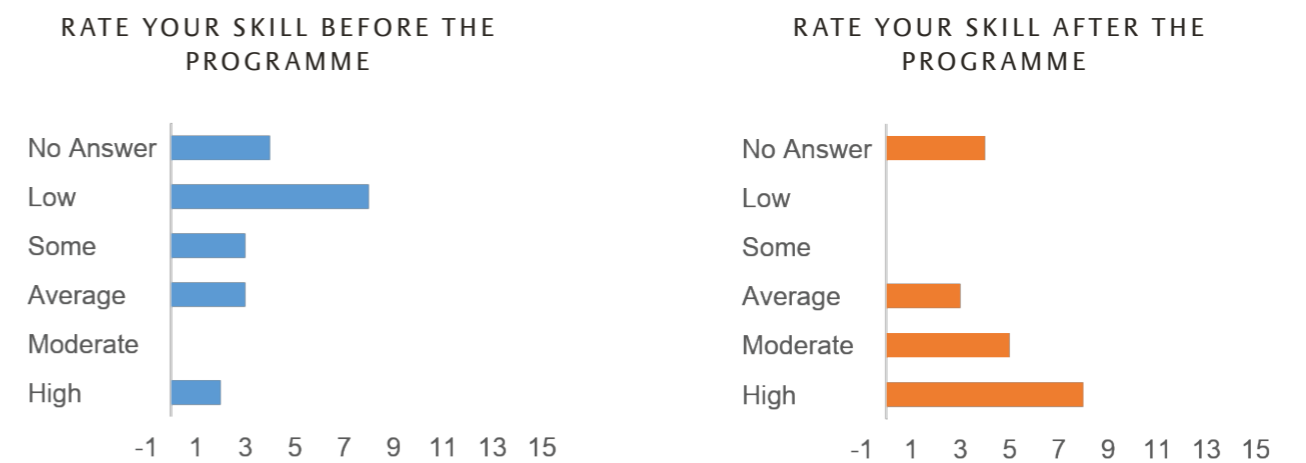 RATE YOUR SKILL BEFORE THE
PROGRAMME
No Answer
Low
Some
Average
Moderate
High
-1 1 3 5 7 9 11 13 15
RATE YOUR SKILL AFTER THE
PROGRAMME
No Answer
Low
Some
Average
Moderate
High
-1 1 3 5 7 9 11 13 15